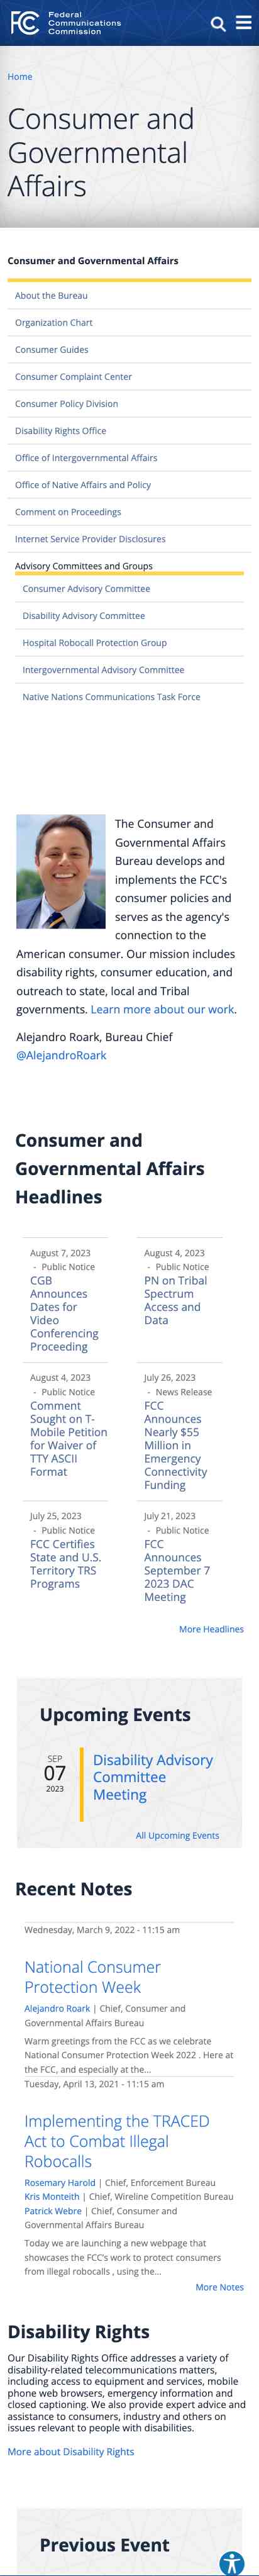 FC Federal
Communications
Commission
Home
Consumer and
Governmental
Affairs
Consumer and Governmental Affairs
About the Bureau
Organization Chart
Consumer Guides
Consumer Complaint Center
Consumer Policy Division
Disability Rights Office
Office of Intergovernmental Affairs
Office of Native Affairs and Policy
Comment on Proceedings
Internet Service Provider Disclosures
Advisory Committees and Groups
Consumer Advisory Committee
Disability Advisory Committee
Hospital Robocall Protection Group
Intergovernmental Advisory Committee
Native Nations Communications Task Force
The Consumer and
Governmental Affairs
Bureau develops and
implements the FCC's
consumer policies and
serves as the agency's
connection to the
American consumer. Our mission includes
disability rights, consumer education, and
outreach to state, local and Tribal
governments. Learn more about our work.
Alejandro Roark, Bureau Chief
@AlejandroRoark
Consumer and
Governmental Affairs
Headlines
August 7, 2023
- Public Notice
CGB
Announces
Dates for
Video
Conferencing
Proceeding
August 4, 2023
- Public Notice
PN on Tribal
Spectrum
Access and
Data
August 4, 2023
- Public Notice
Comment
Sought on T-
Mobile Petition
for Waiver of
TTY ASCII
Format
July 26, 2023
- News Release
FCC
Announces
Nearly $55
Million in
Emergency
Connectivity
Funding
July 25, 2023
- Public Notice
FCC Certifies
State and U.S.
Territory TRS
Programs
July 21, 2023
- Public Notice
FCC
Announces
September 7
2023 DAC
Meeting
More Headlines
Upcoming Events
SEP
07
2023
Disability Advisory
Committee
Meeting
All Upcoming Events
Recent Notes
Wednesday, March 9, 2022 - 11:15 am
National Consumer
Protection Week
Alejandro Roark | Chief, Consumer and
Governmental Affairs Bureau
Warm greetings from the FCC as we celebrate
National Consumer Protection Week 2022 . Here at
the FCC, and especially at the...
Tuesday, April 13, 2021 - 11:15 am
Implementing the TRACED
Act to Combat Illegal
Robocalls
Rosemary Harold | Chief, Enforcement Bureau
Kris Monteith | Chief, Wireline Competition Bureau
Patrick Webre | Chief, Consumer and
Governmental Affairs Bureau
Today we are launching a new webpage that
showcases the FCC's work to protect consumers
from illegal robocalls , using the...
More Notes
Disability Rights
Our Disability Rights Office addresses a variety of
disability-related telecommunications matters,
including access to equipment and services, mobile
phone web browsers, emergency information and
closed captioning. We also provide expert advice and
assistance to consumers, industry and others on
issues relevant to people with disabilities.
More about Disability Rights
Previous Event